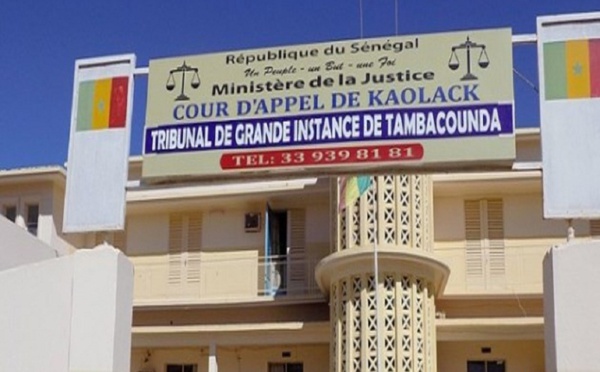 République du Sénégal
Un Peuple - un But - une Foi
Ministère de la Justice
COUR D'APPEL DE KAOLACK
TRIBUNAL DE GRANDE INSTANCE DE TAMBACOUNDA
TEL: 33 939 81 81